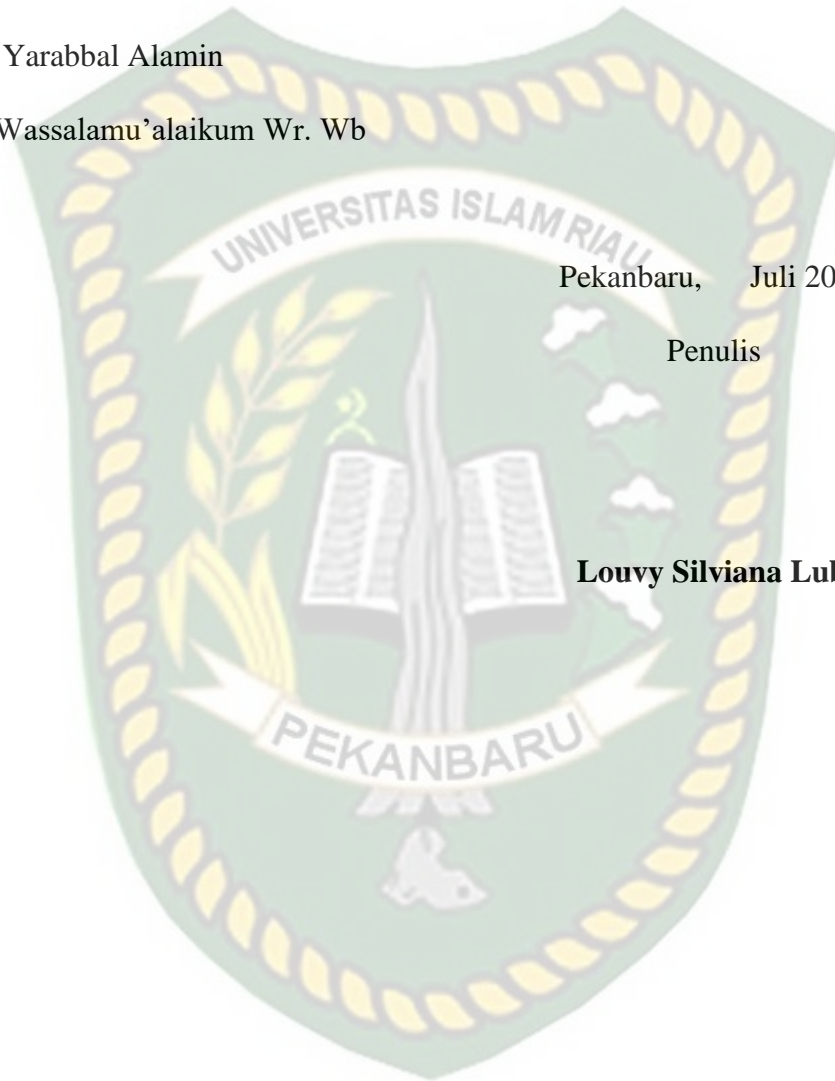 Yarabbal Alamin
Wassalamu’alaikum Wr. Wb
UNIVERSITAS ISLAM RIAU
Pekanbaru, Juli 20
Penulis
Louvy Silviana Lub
PEKANBARU